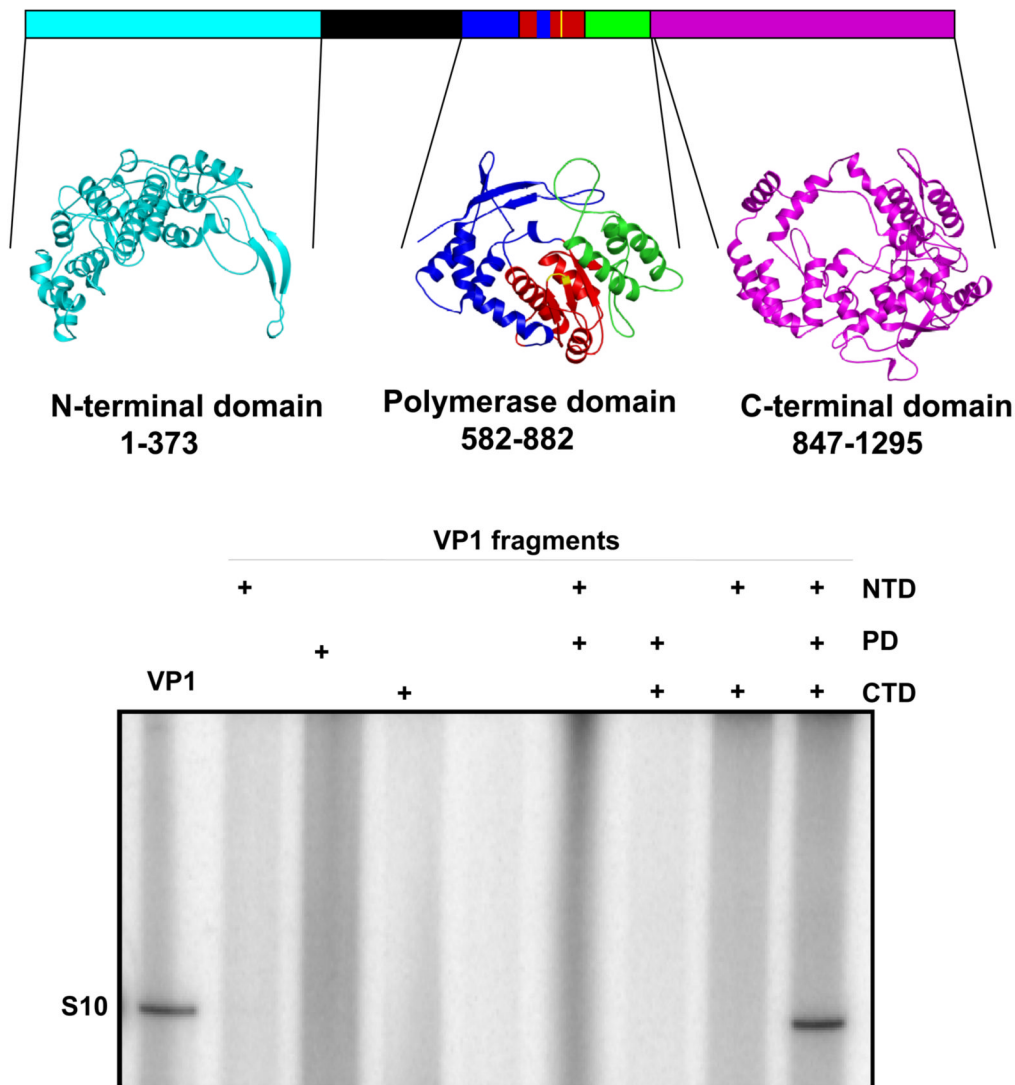 N-terminal domain
1-373
Polymerase domain
582-882
C-terminal domain
847-1295
VP1 fragments
+ + + + NTD
+ + + + PD
VP1
+ + + + CTD
S10